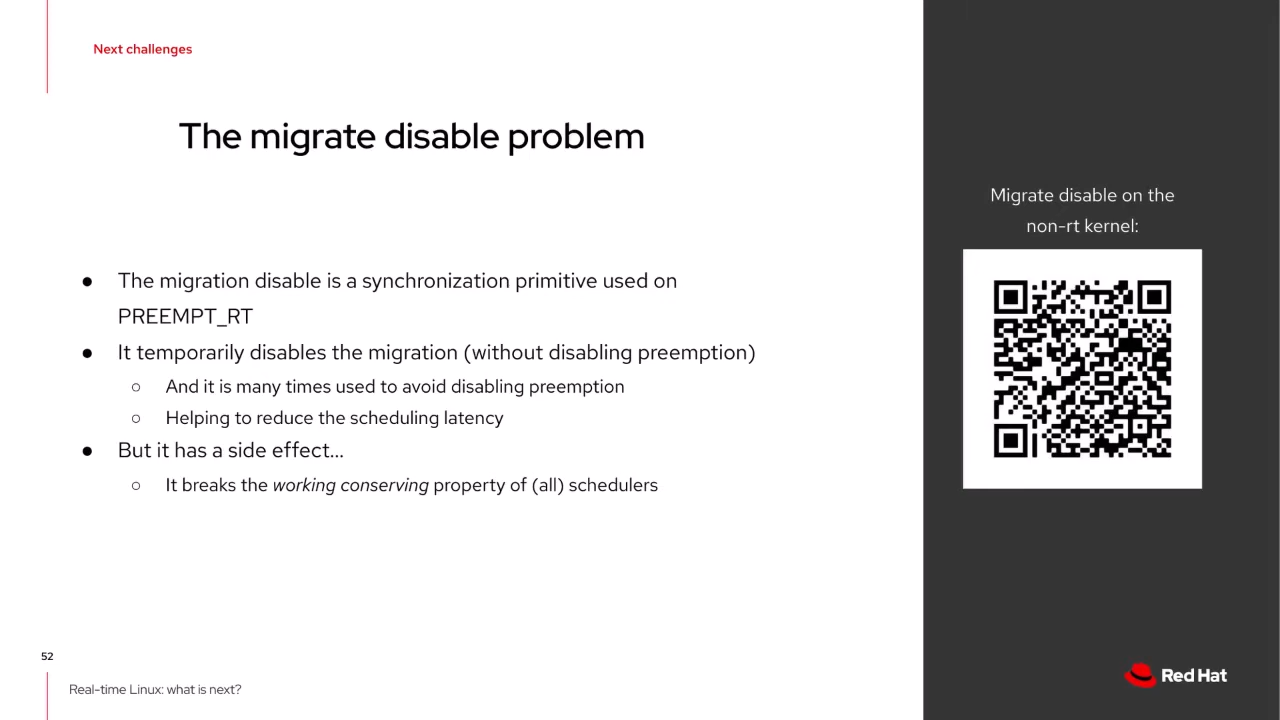 Next challenges
The migrate disable problem
● The migration disable is a synchronization primitive used on
PREEMPT_RT
● It temporarily disables the migration (without disabling preemption)
○ And it is many times used to avoid disabling preemption
○ Helping to reduce the scheduling latency
● But it has a side effect...
○ It breaks the working conserving property of (all) schedulers
Migrate disable on the
non-rt kernel:
52
Real-time Linux: what is next?
Red Hat